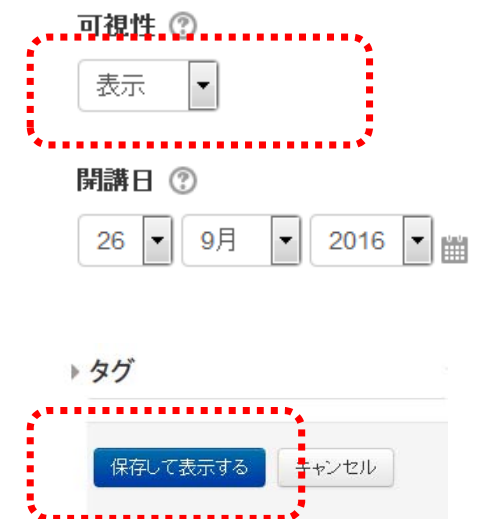 可視性 ?
表示
開講日 ?
26 9月 2016
タグ
保存して表示する キャンセル